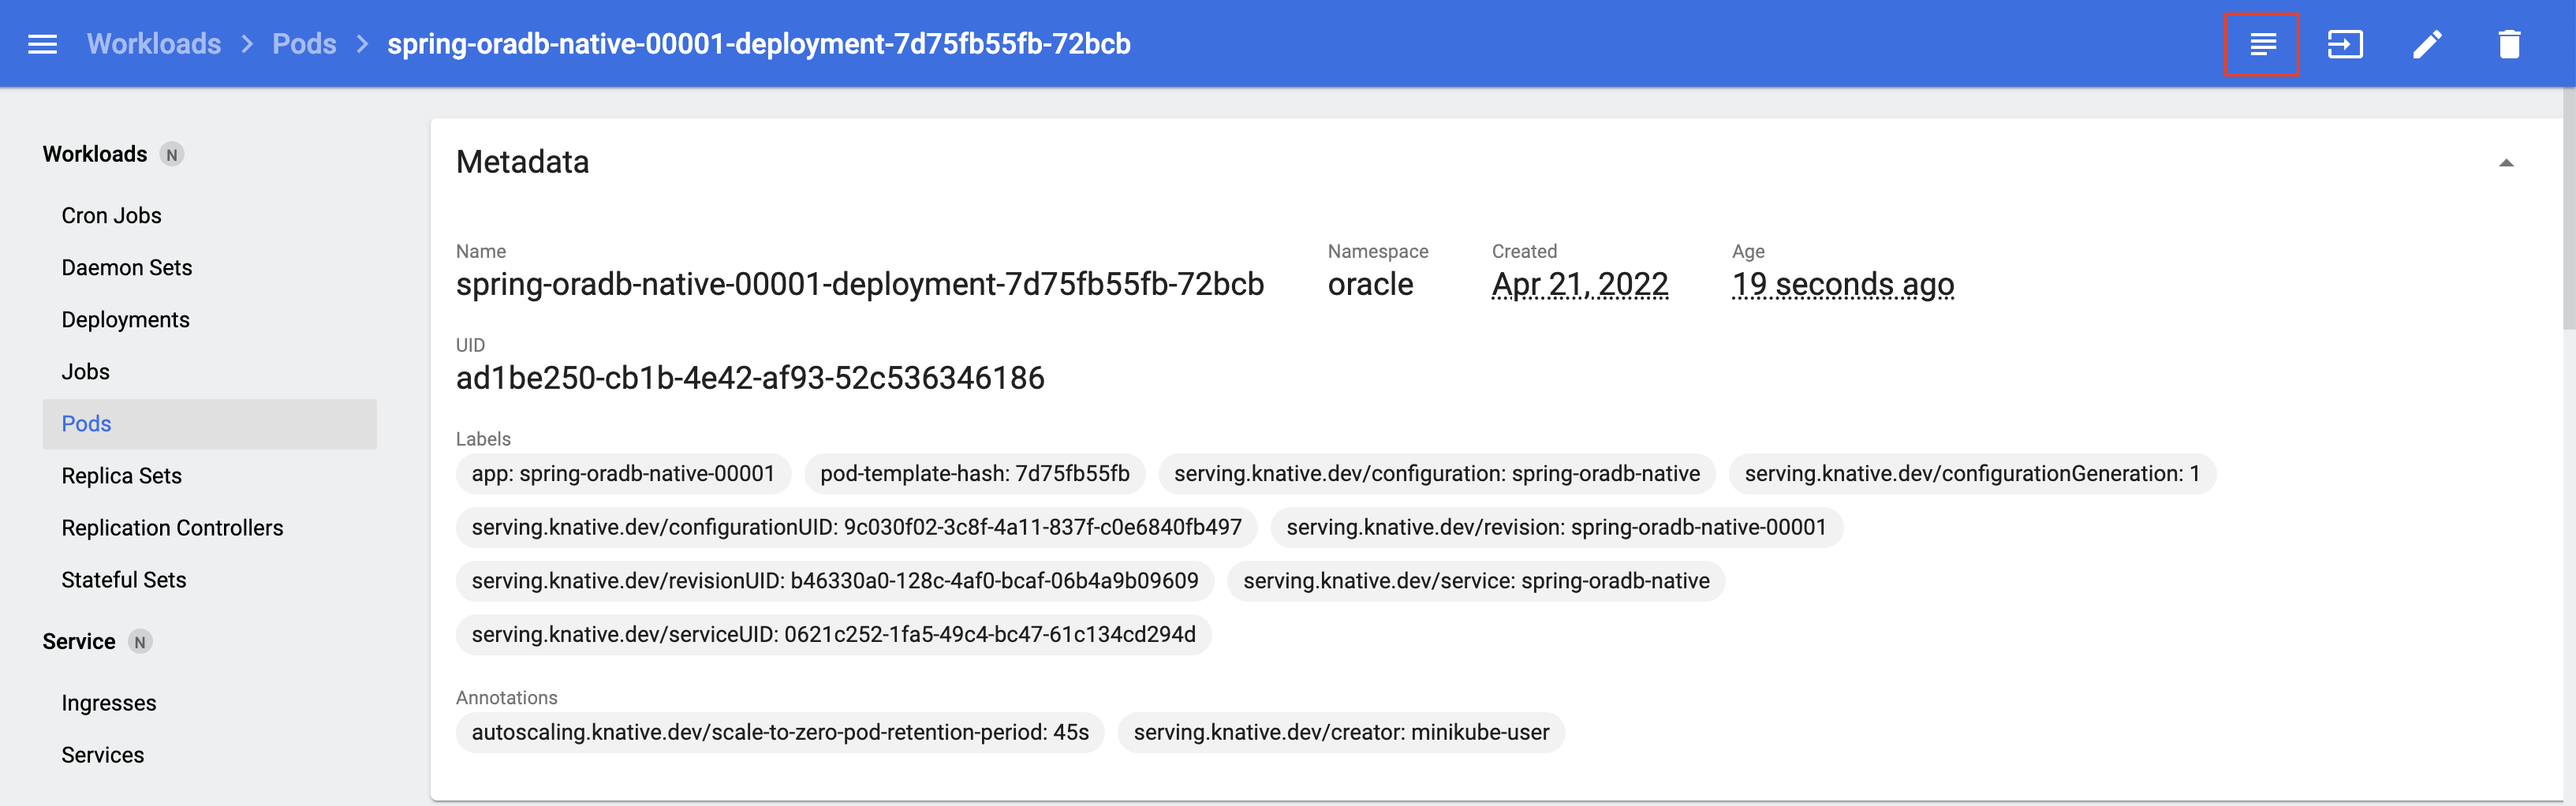 Workloads > Pods > spring-oradb-native-00001-deployment-7d75fb55fb-72bcb
Workloads N
Cron Jobs
Daemon Sets
Deployments
Jobs
Pods
Replica Sets
Replication Controllers
Stateful Sets
Service N
Ingresses
Services
Metadata
Name Namespace Created Age
spring-oradb-native-00001-deployment-7d75fb55fb-72bcb oracle Apr 21, 2022 19 seconds ago
UID
ad1be250-cb1b-4e42-af93-52c536346186
Labels
app: spring-oradb-native-00001 pod-template-hash: 7d75fb55fb serving.knative.dev/configuration: spring-oradb-native serving.knative.dev/configurationGeneration: 1
serving.knative.dev/configurationUID: 9c030f02-3c8f-4a11-837f-c0e6840fb497 serving.knative.dev/revision: spring-oradb-native-00001
serving.knative.dev/revisionUID: b46330a0-128c-4af0-bcaf-06b4a9b09609 serving.knative.dev/service: spring-oradb-native
serving.knative.dev/serviceUID: 0621c252-1fa5-49c4-bc47-61c134cd294d
Annotations
autoscaling.knative.dev/scale-to-zero-pod-retention-period: 45s serving.knative.dev/creator: minikube-user